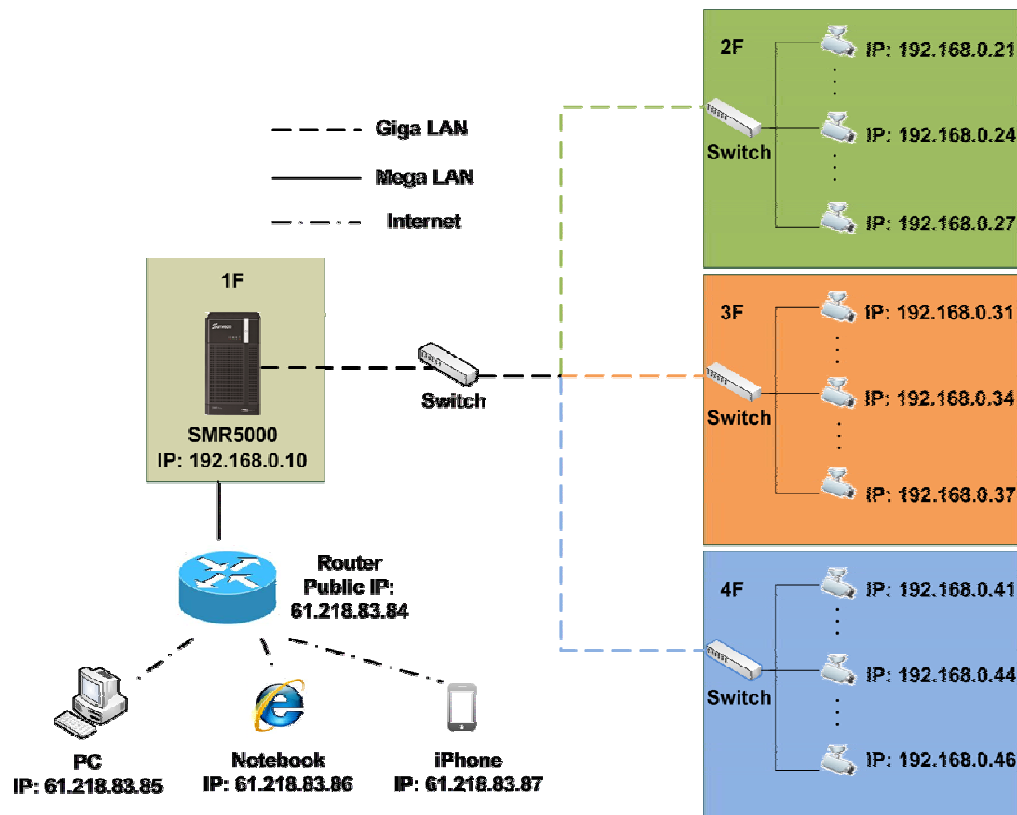 Giga LAN
Mega LAN
Internet
1F
SMR5000
IP: 192.168.0.10
Switch
Router
Public IP:
61.218.83.84
PC
IP: 61.218.83.85
Notebook
IP: 61.218.83.86
iPhone
IP: 61.218.83.87
2F
Switch
IP: 192.168.0.21
IP: 192.168.0.24
IP: 192.168.0.27
3F
Switch
IP: 192.168.0.31
IP: 192.168.0.34
IP: 192.168.0.37
4F
Switch
IP: 192.168.0.41
IP: 192.168.0.44
IP: 192.168.0.46